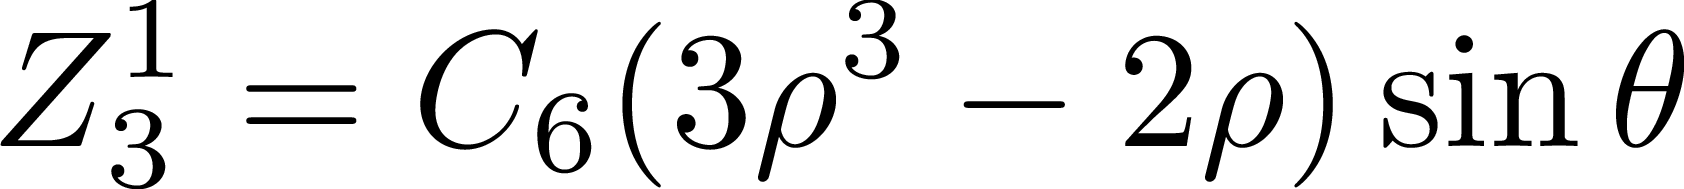 Z_3^1 = C_6(3ρ^3 − 2ρ) sin θ